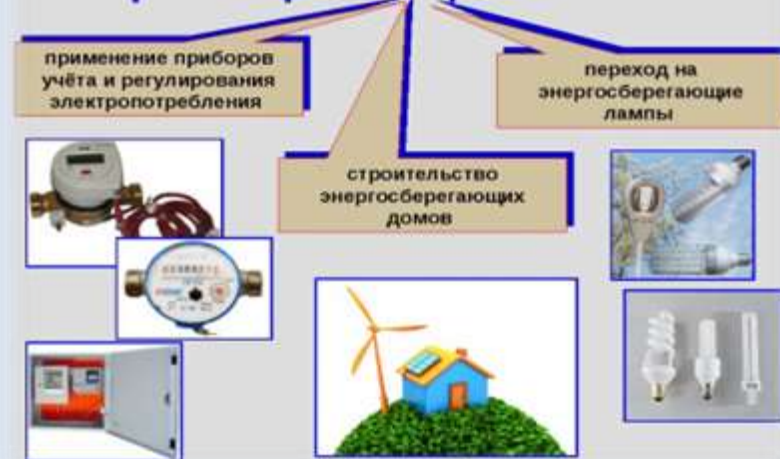 применение приборов
учёта и регулирования
электропотребления
переход на
энергосберегающие
лампы
строительство
энергосберегающих
домов